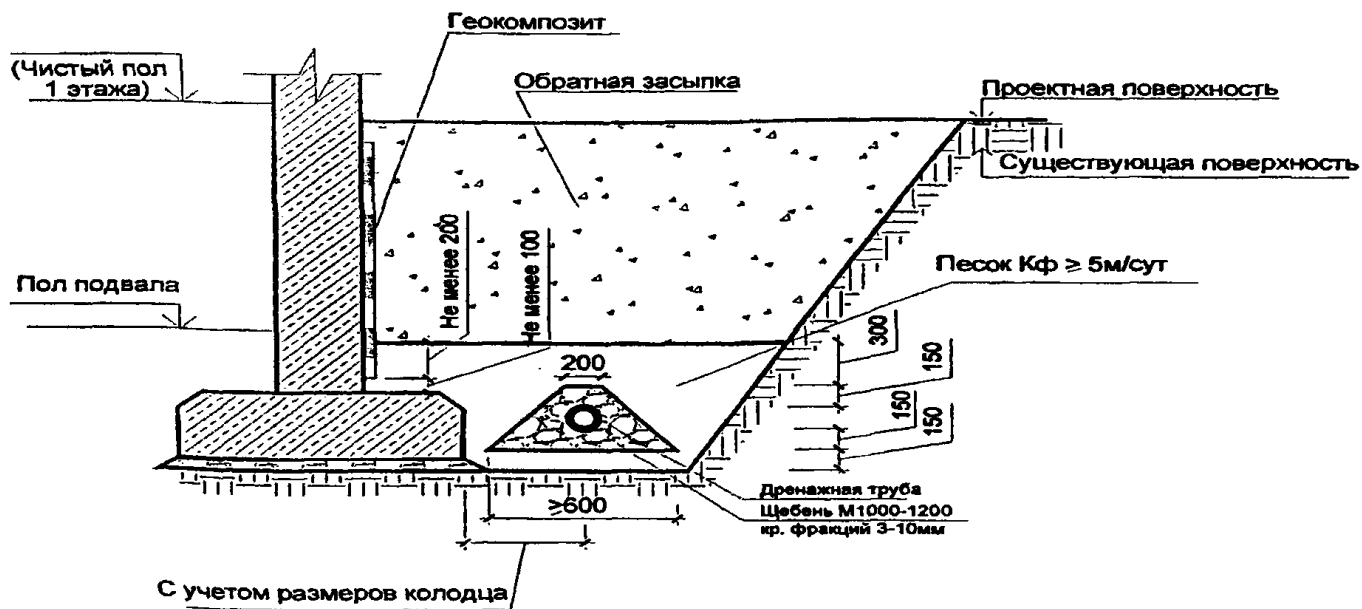 Геокомпозит
(Чистый пол
1 этажа)
Обратная засыпка
Проектная поверхность
Существующая поверхность
Не менее 200
Не менее 100
Песок Кф ≥ 5м/сут
Пол подвала
300
150
200
150
150
Дренажная труба
Щебень М1000-1200
кр. фракций 3-10мм
≥600
С учетом размеров колодца